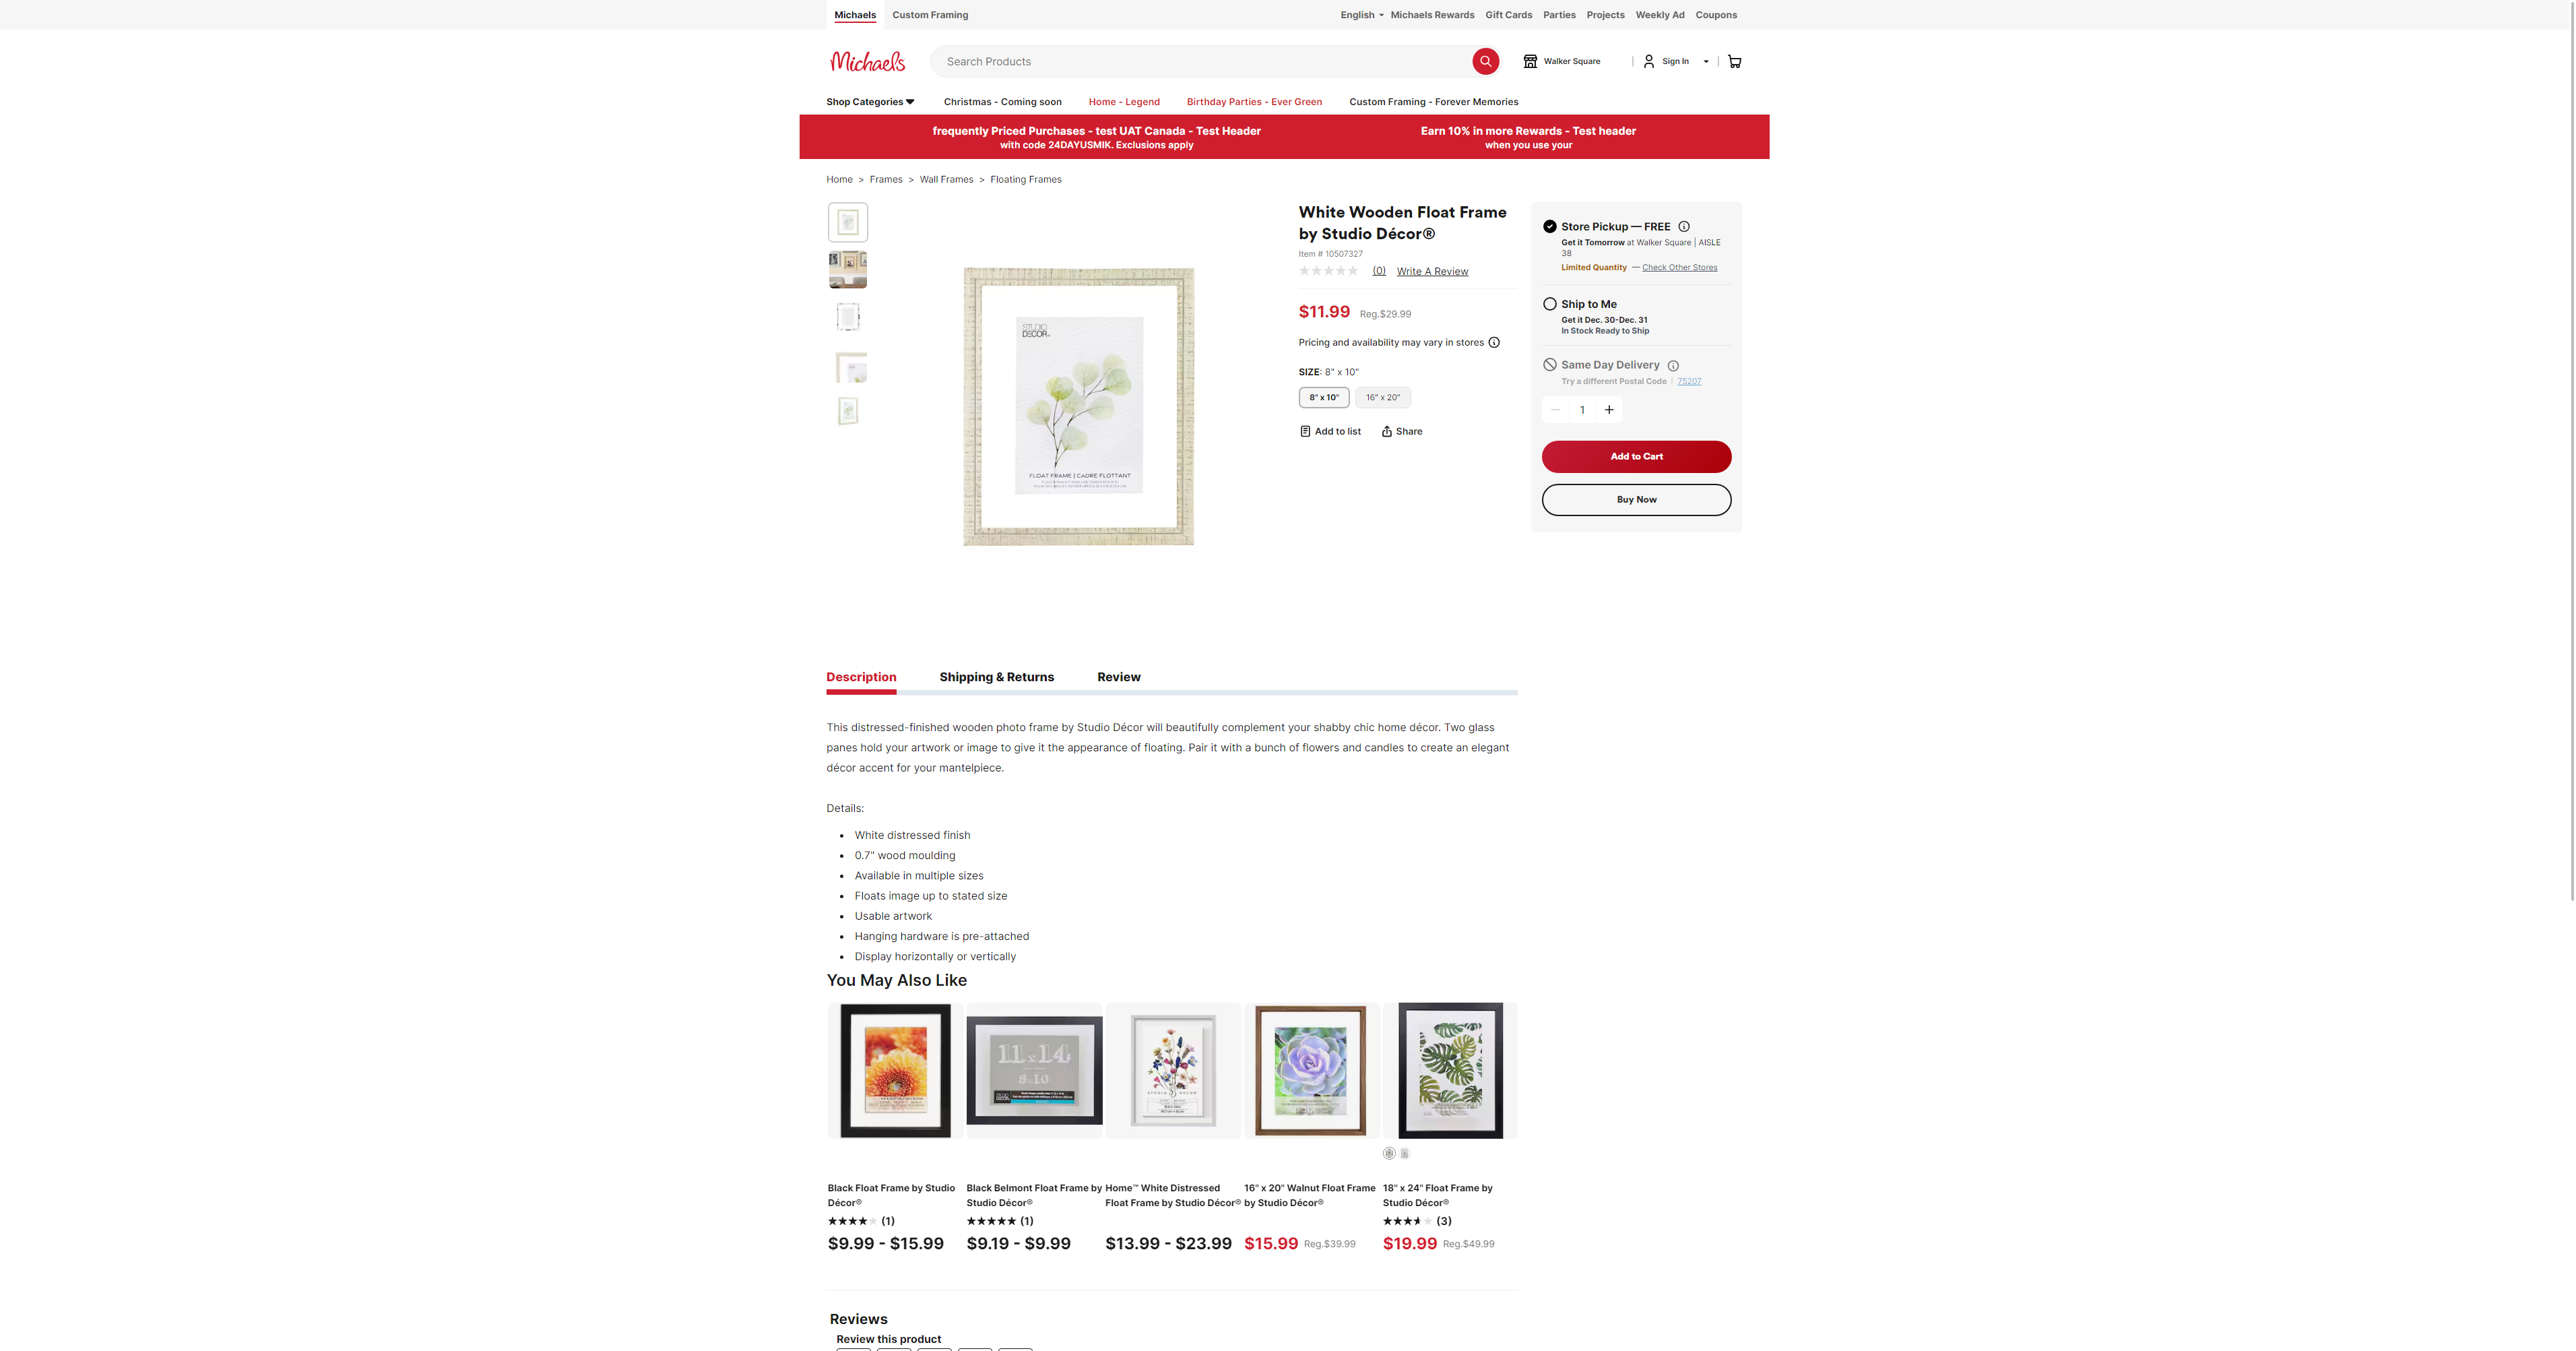 Michaels
Custom Framing
English
Michaels Rewards
Gift Cards
Parties
Projects
Weekly Ad
Coupons
Michaels
Search Products
Walker Square
Sign In
Shop Categories
Christmas - Coming soon
Home - Legend
Birthday Parties - Ever Green
Custom Framing - Forever Memories
frequently Priced Purchases - test UAT Canada - Test Header
with code 24DAYUSMIK. Exclusions apply
Earn 10% in more Rewards - Test header
when you use your
Home > Frames > Wall Frames > Floating Frames
STUDIO
DECOR
FLOAT FRAME | CADRE FLOTTANT
White Wooden Float Frame
by Studio Décor®
Item # 10507327
(0) Write A Review
$11.99 Reg.$29.99
Pricing and availability may vary in stores
SIZE: 8" x 10"
8" x 10"
16" x 20"
Add to list
Share
Store Pickup — FREE
Get it Tomorrow at Walker Square | AISLE
38
Limited Quantity — Check Other Stores
Ship to Me
Get it Dec. 30-Dec. 31
In Stock Ready to Ship
Same Day Delivery
Try a different Postal Code | 75207
1
Add to Cart
Buy Now
Description
Shipping & Returns
Review
This distressed-finished wooden photo frame by Studio Décor will beautifully complement your shabby chic home décor. Two glass
panes hold your artwork or image to give it the appearance of floating. Pair it with a bunch of flowers and candles to create an elegant
décor accent for your mantelpiece.
Details:
• White distressed finish
• 0.7" wood moulding
• Available in multiple sizes
• Floats image up to stated size
• Usable artwork
• Hanging hardware is pre-attached
• Display horizontally or vertically
You May Also Like
11x14
8x10
STUDIO DECOR
Black Float Frame by Studio
Décor®
(1)
$9.99 - $15.99
Black Belmont Float Frame by
Studio Décor®
(1)
$9.19 - $9.99
Home™ White Distressed
Float Frame by Studio Décor®
$13.99 - $23.99
16" x 20" Walnut Float Frame
by Studio Décor®
$15.99 Reg.$39.99
18" x 24" Float Frame by
Studio Décor®
(3)
$19.99 Reg.$49.99
Reviews
Review this product